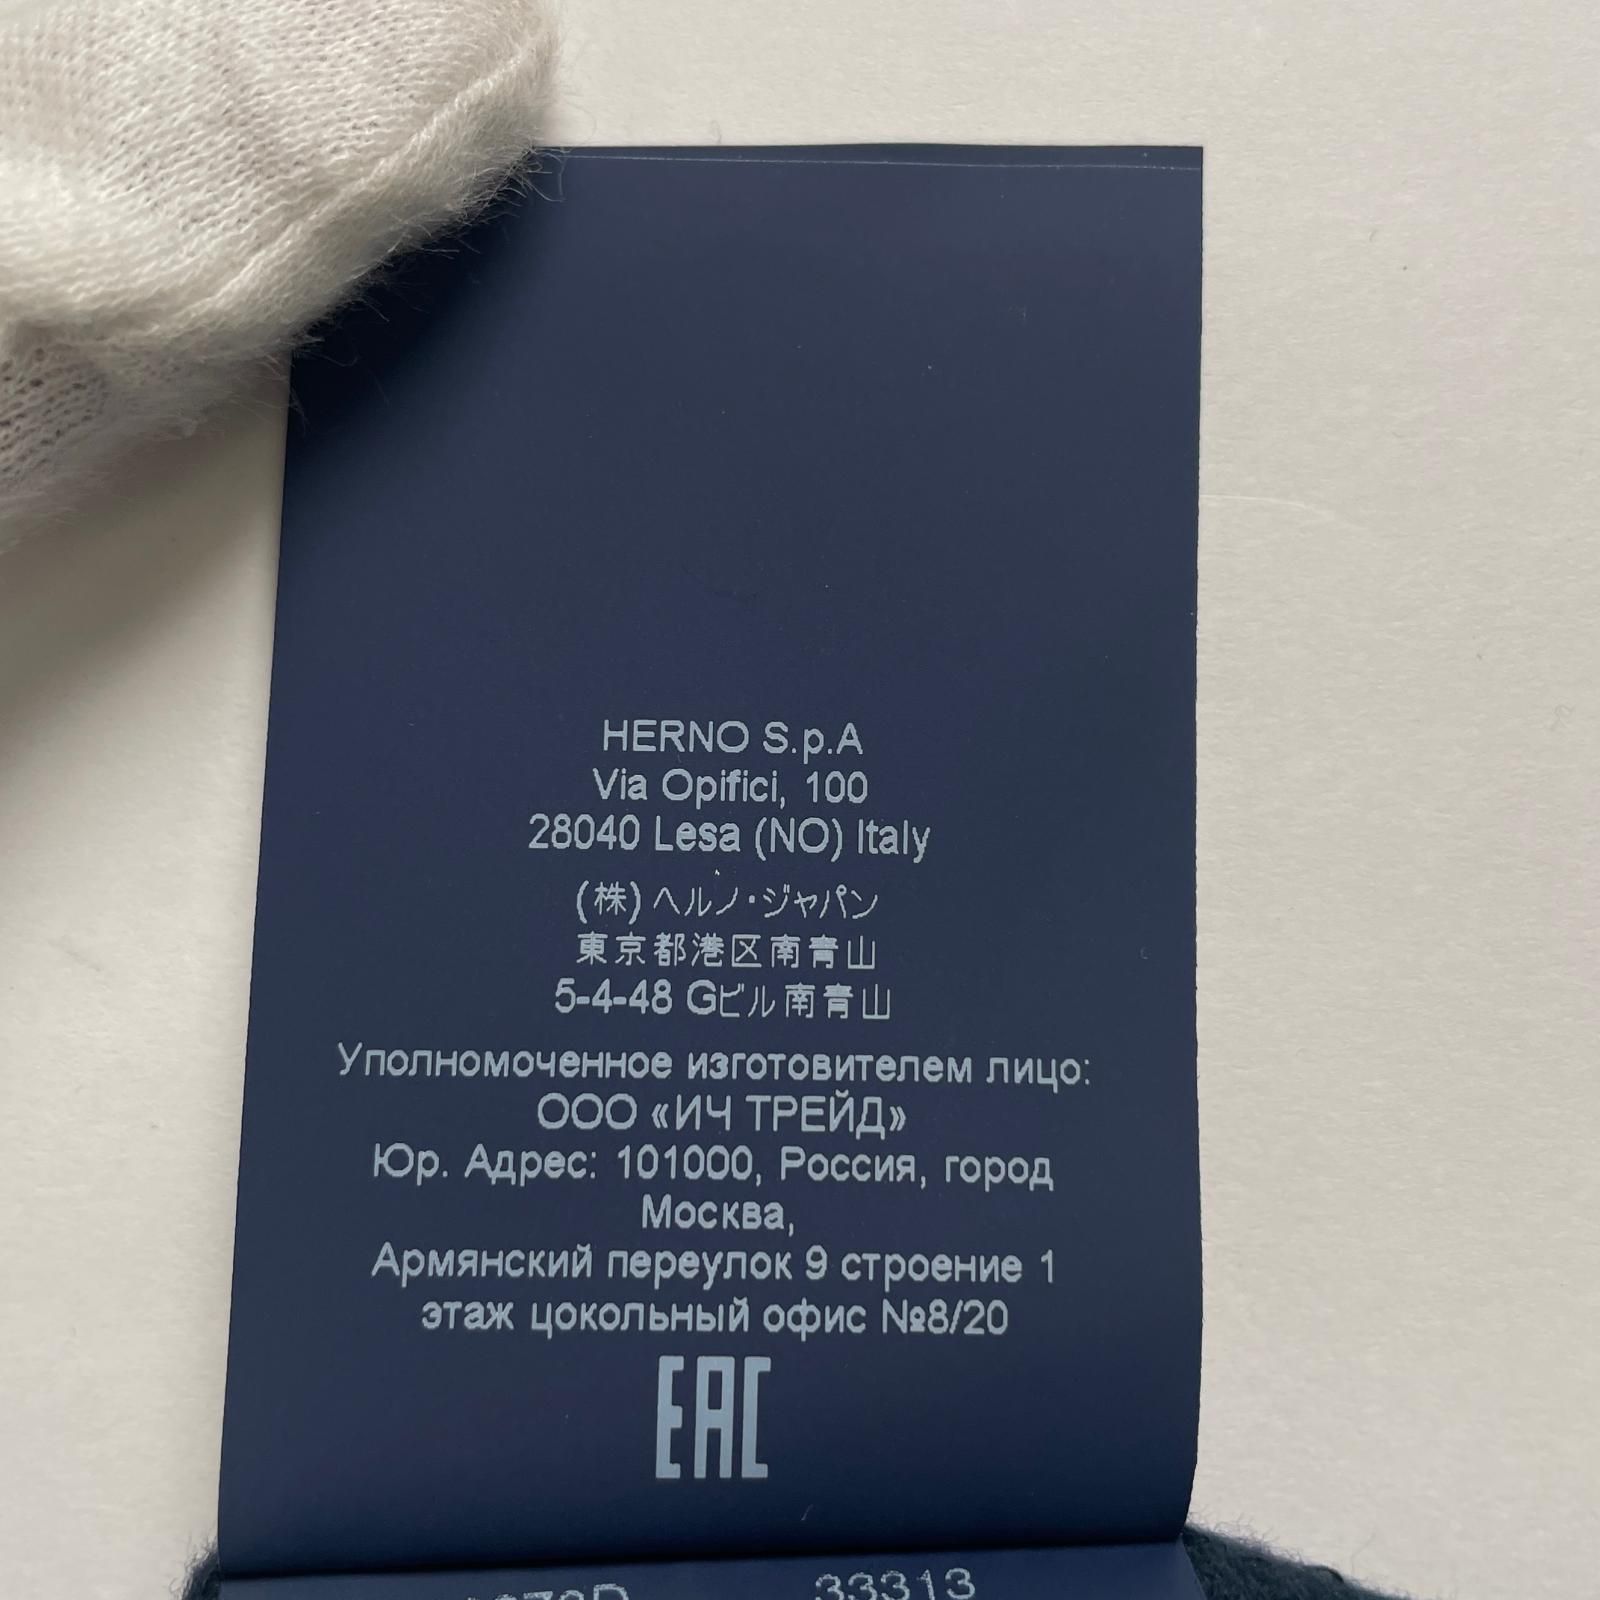 HERNO S.p.A
Via Opifici, 100
28040 Lesa (NO) Italy
(株) ヘルノ・ジャパン
東京都港区南青山
5-4-48 Gビル南青山
Уполномоченное изготовителем лицо:
ООО «ИЧ ТРЕЙД»
Юр. Адрес: 101000, Россия, город
Москва,
Армянский переулок 9 строение 1
этаж цокольный офис №8/20
EAC
33313